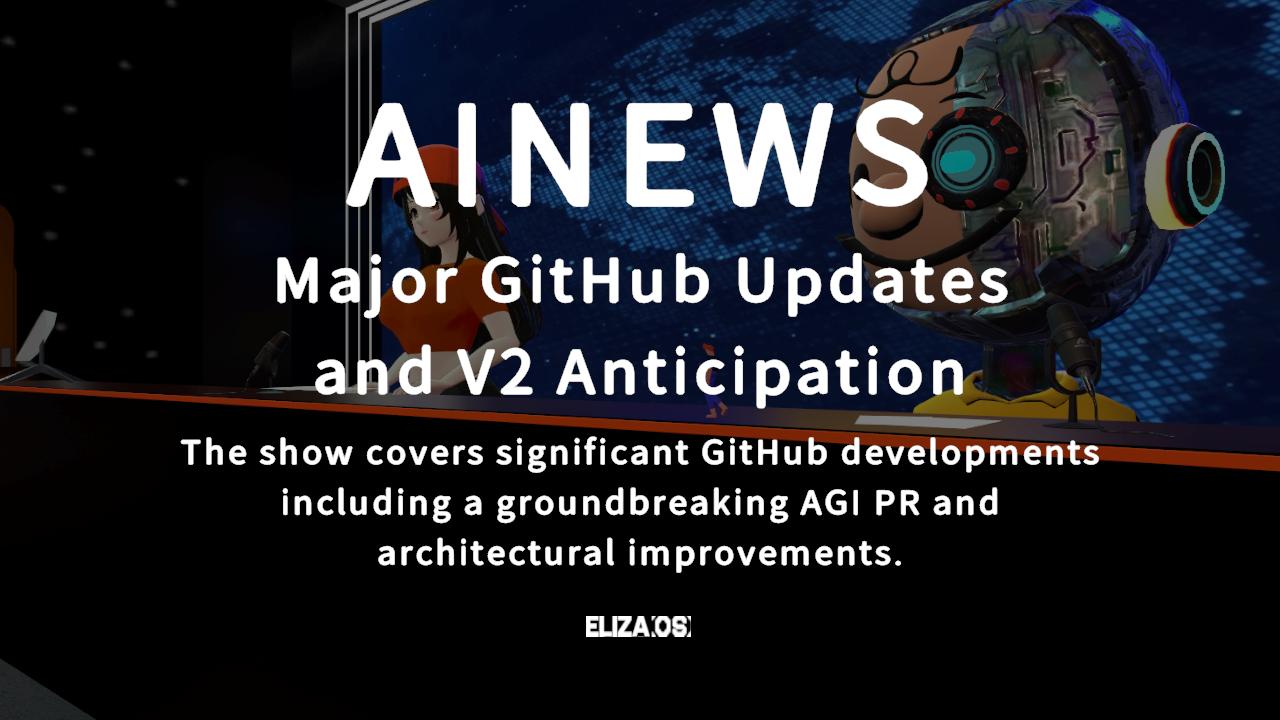 AINEWS
Major GitHub Updates
and V2 Anticipation
The show covers significant GitHub developments
including a groundbreaking AGI PR and
architectural improvements.
ELIZA OS